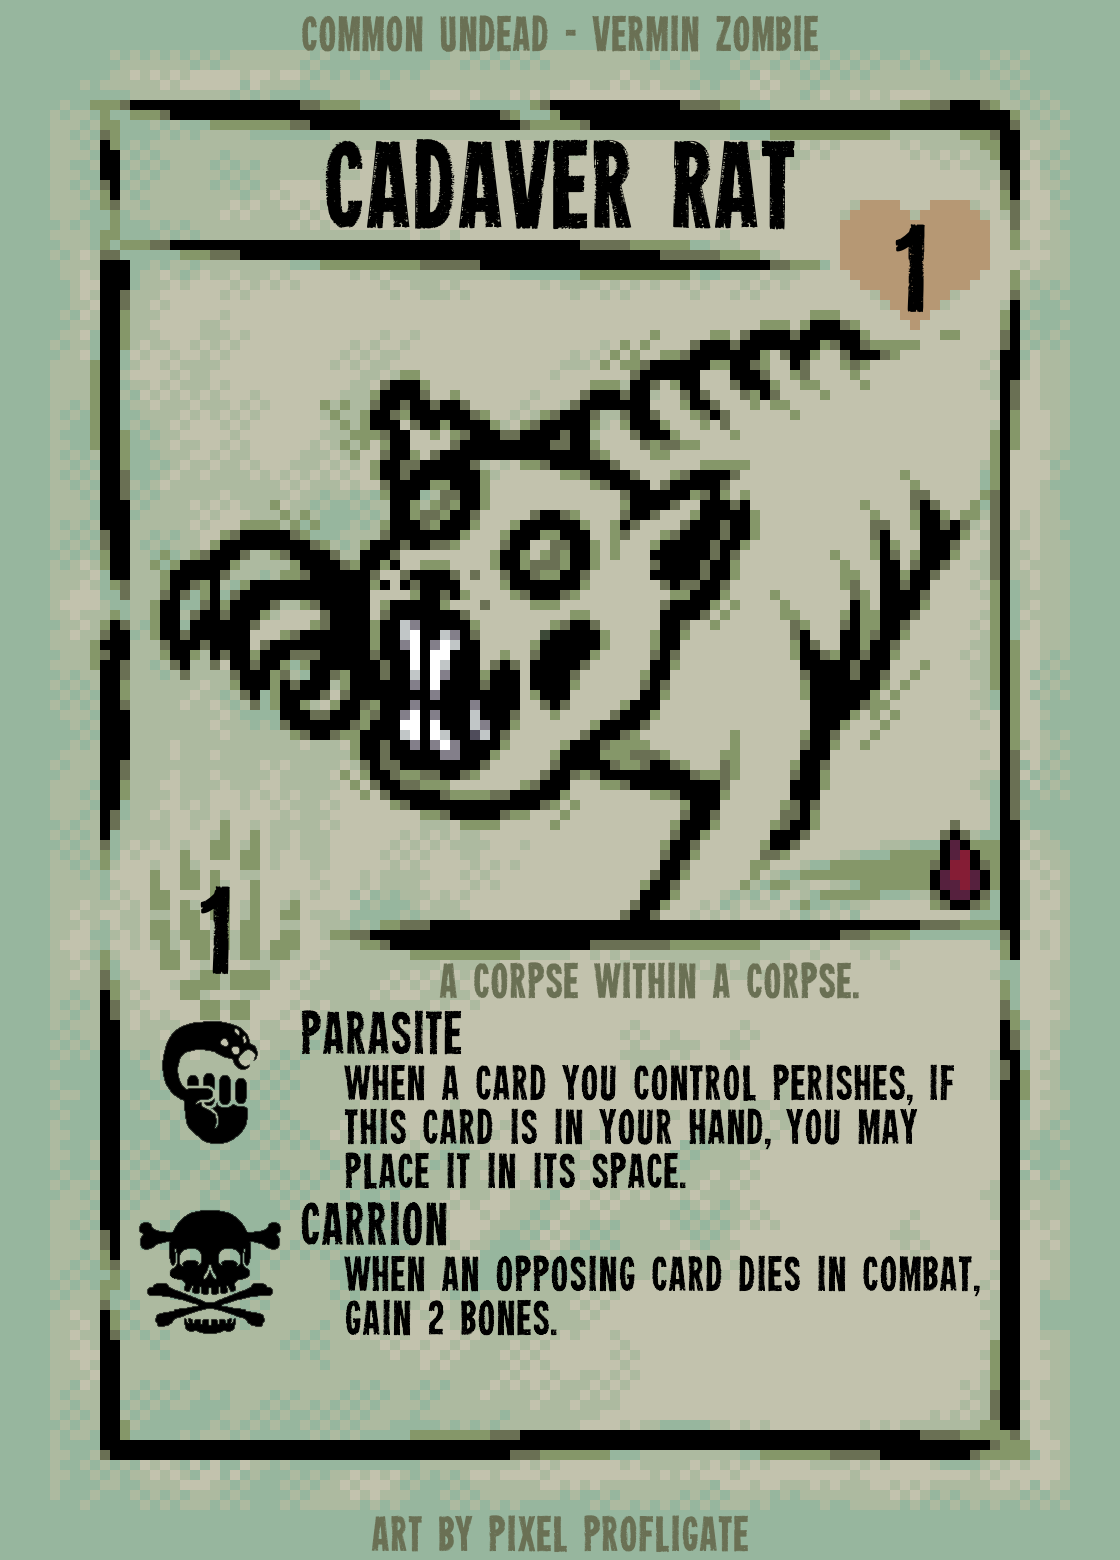 COMMON UNDEAD - VERMIN ZOMBIE
CADAVER RAT
1
1
A CORPSE WITHIN A CORPSE.
PARASITE
WHEN A CARD YOU CONTROL PERISHES, IF
THIS CARD IS IN YOUR HAND, YOU MAY
PLACE IT IN ITS SPACE.
CARRION
WHEN AN OPPOSING CARD DIES IN COMBAT,
GAIN 2 BONES.
ART BY PIXEL PROFLIGATE